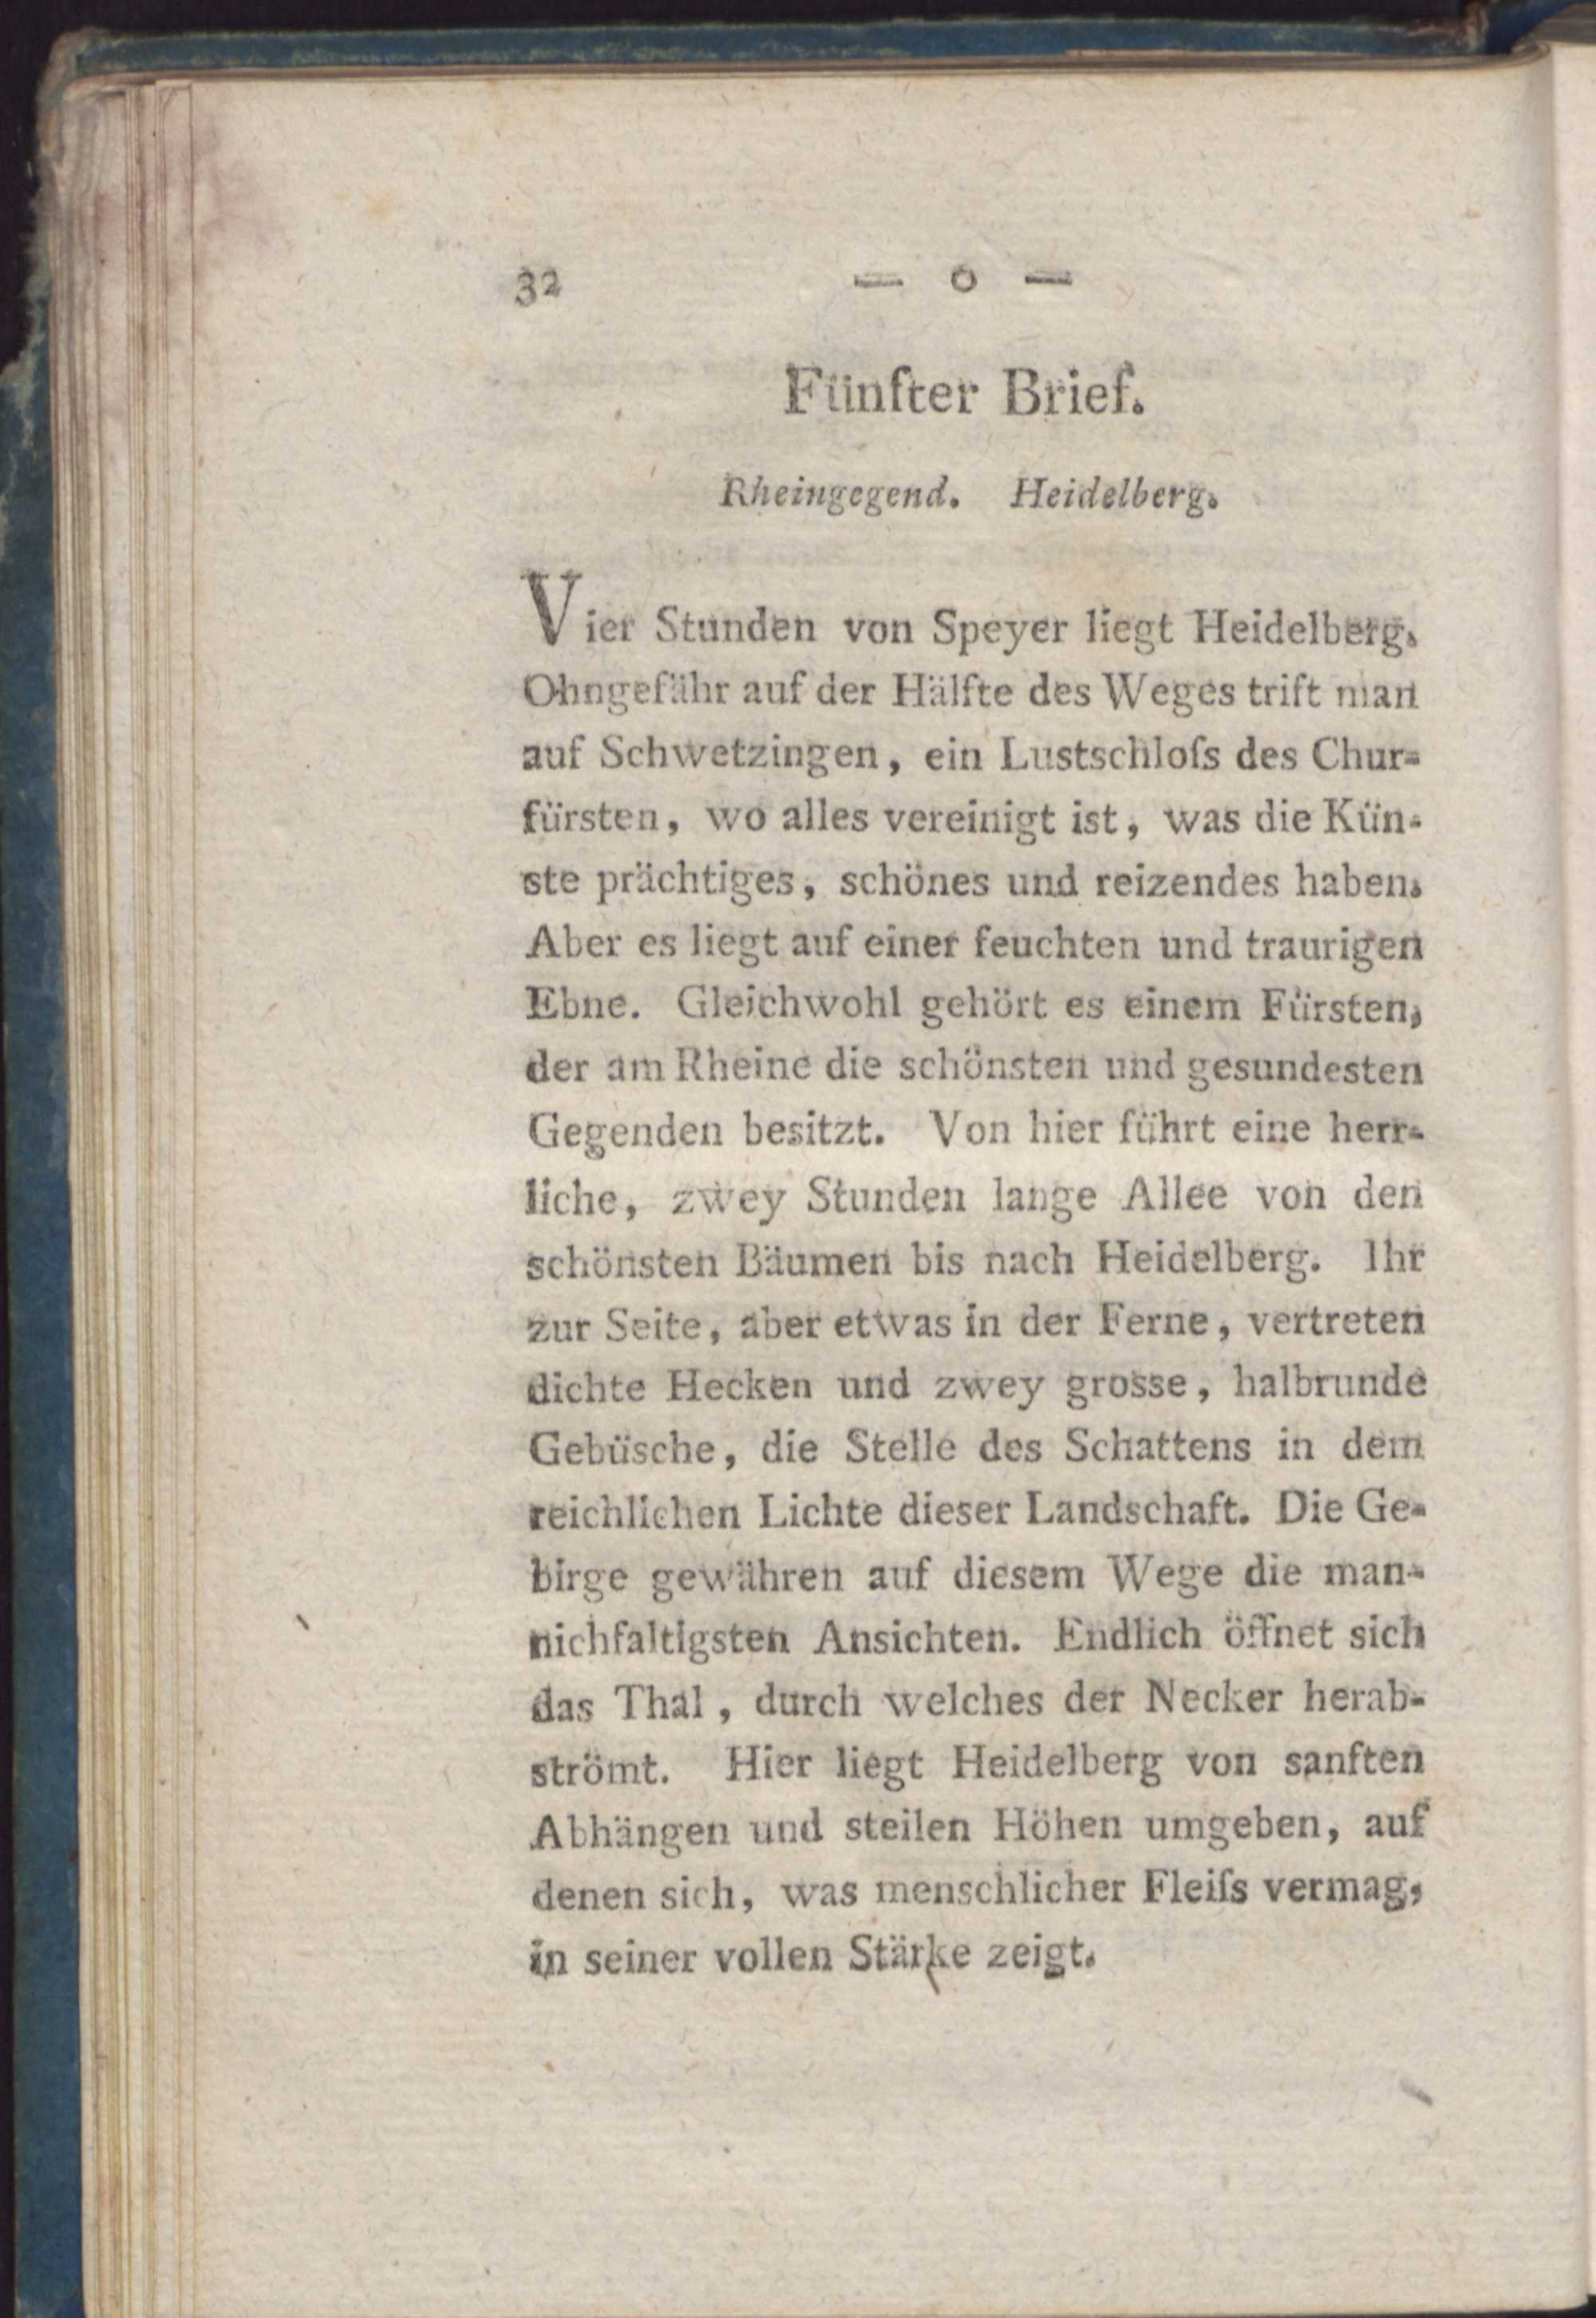 32 — o —
Fünfter Brief.
Rheingegend. Heidelberg.
Vier Stunden von Speyer liegt Heidelberg.
Ohngefähr auf der Hälfte des Weges trift man
auf Schwetzingen, ein Lustschloſs des Chur-
fürsten, wo alles vereinigt ist, was die Kün-
ste prächtiges, schönes und reizendes haben.
Aber es liegt auf einer feuchten und traurigen
Ebne. Gleichwohl gehört es einem Fürsten,
der am Rheine die schönsten und gesundesten
Gegenden besitzt. Von hier führt eine herr-
liche, zwey Stunden lange Allee von den
schönsten Bäumen bis nach Heidelberg. Ihr
zur Seite, aber etwas in der Ferne, vertreten
dichte Hecken und zwey grosse, halbrunde
Gebüsche, die Stelle des Schattens in dem
reichlichen Lichte dieser Landschaft. Die Ge-
birge gewähren auf diesem Wege die man-
nichfaltigsten Ansichten. Endlich öffnet sich
das Thal, durch welches der Necker herab-
strömt. Hier liegt Heidelberg von sanften
Abhängen und steilen Höhen umgeben, auf
denen sich, was menschlicher Fleiſs vermag,
in seiner vollen Stärke zeigt.